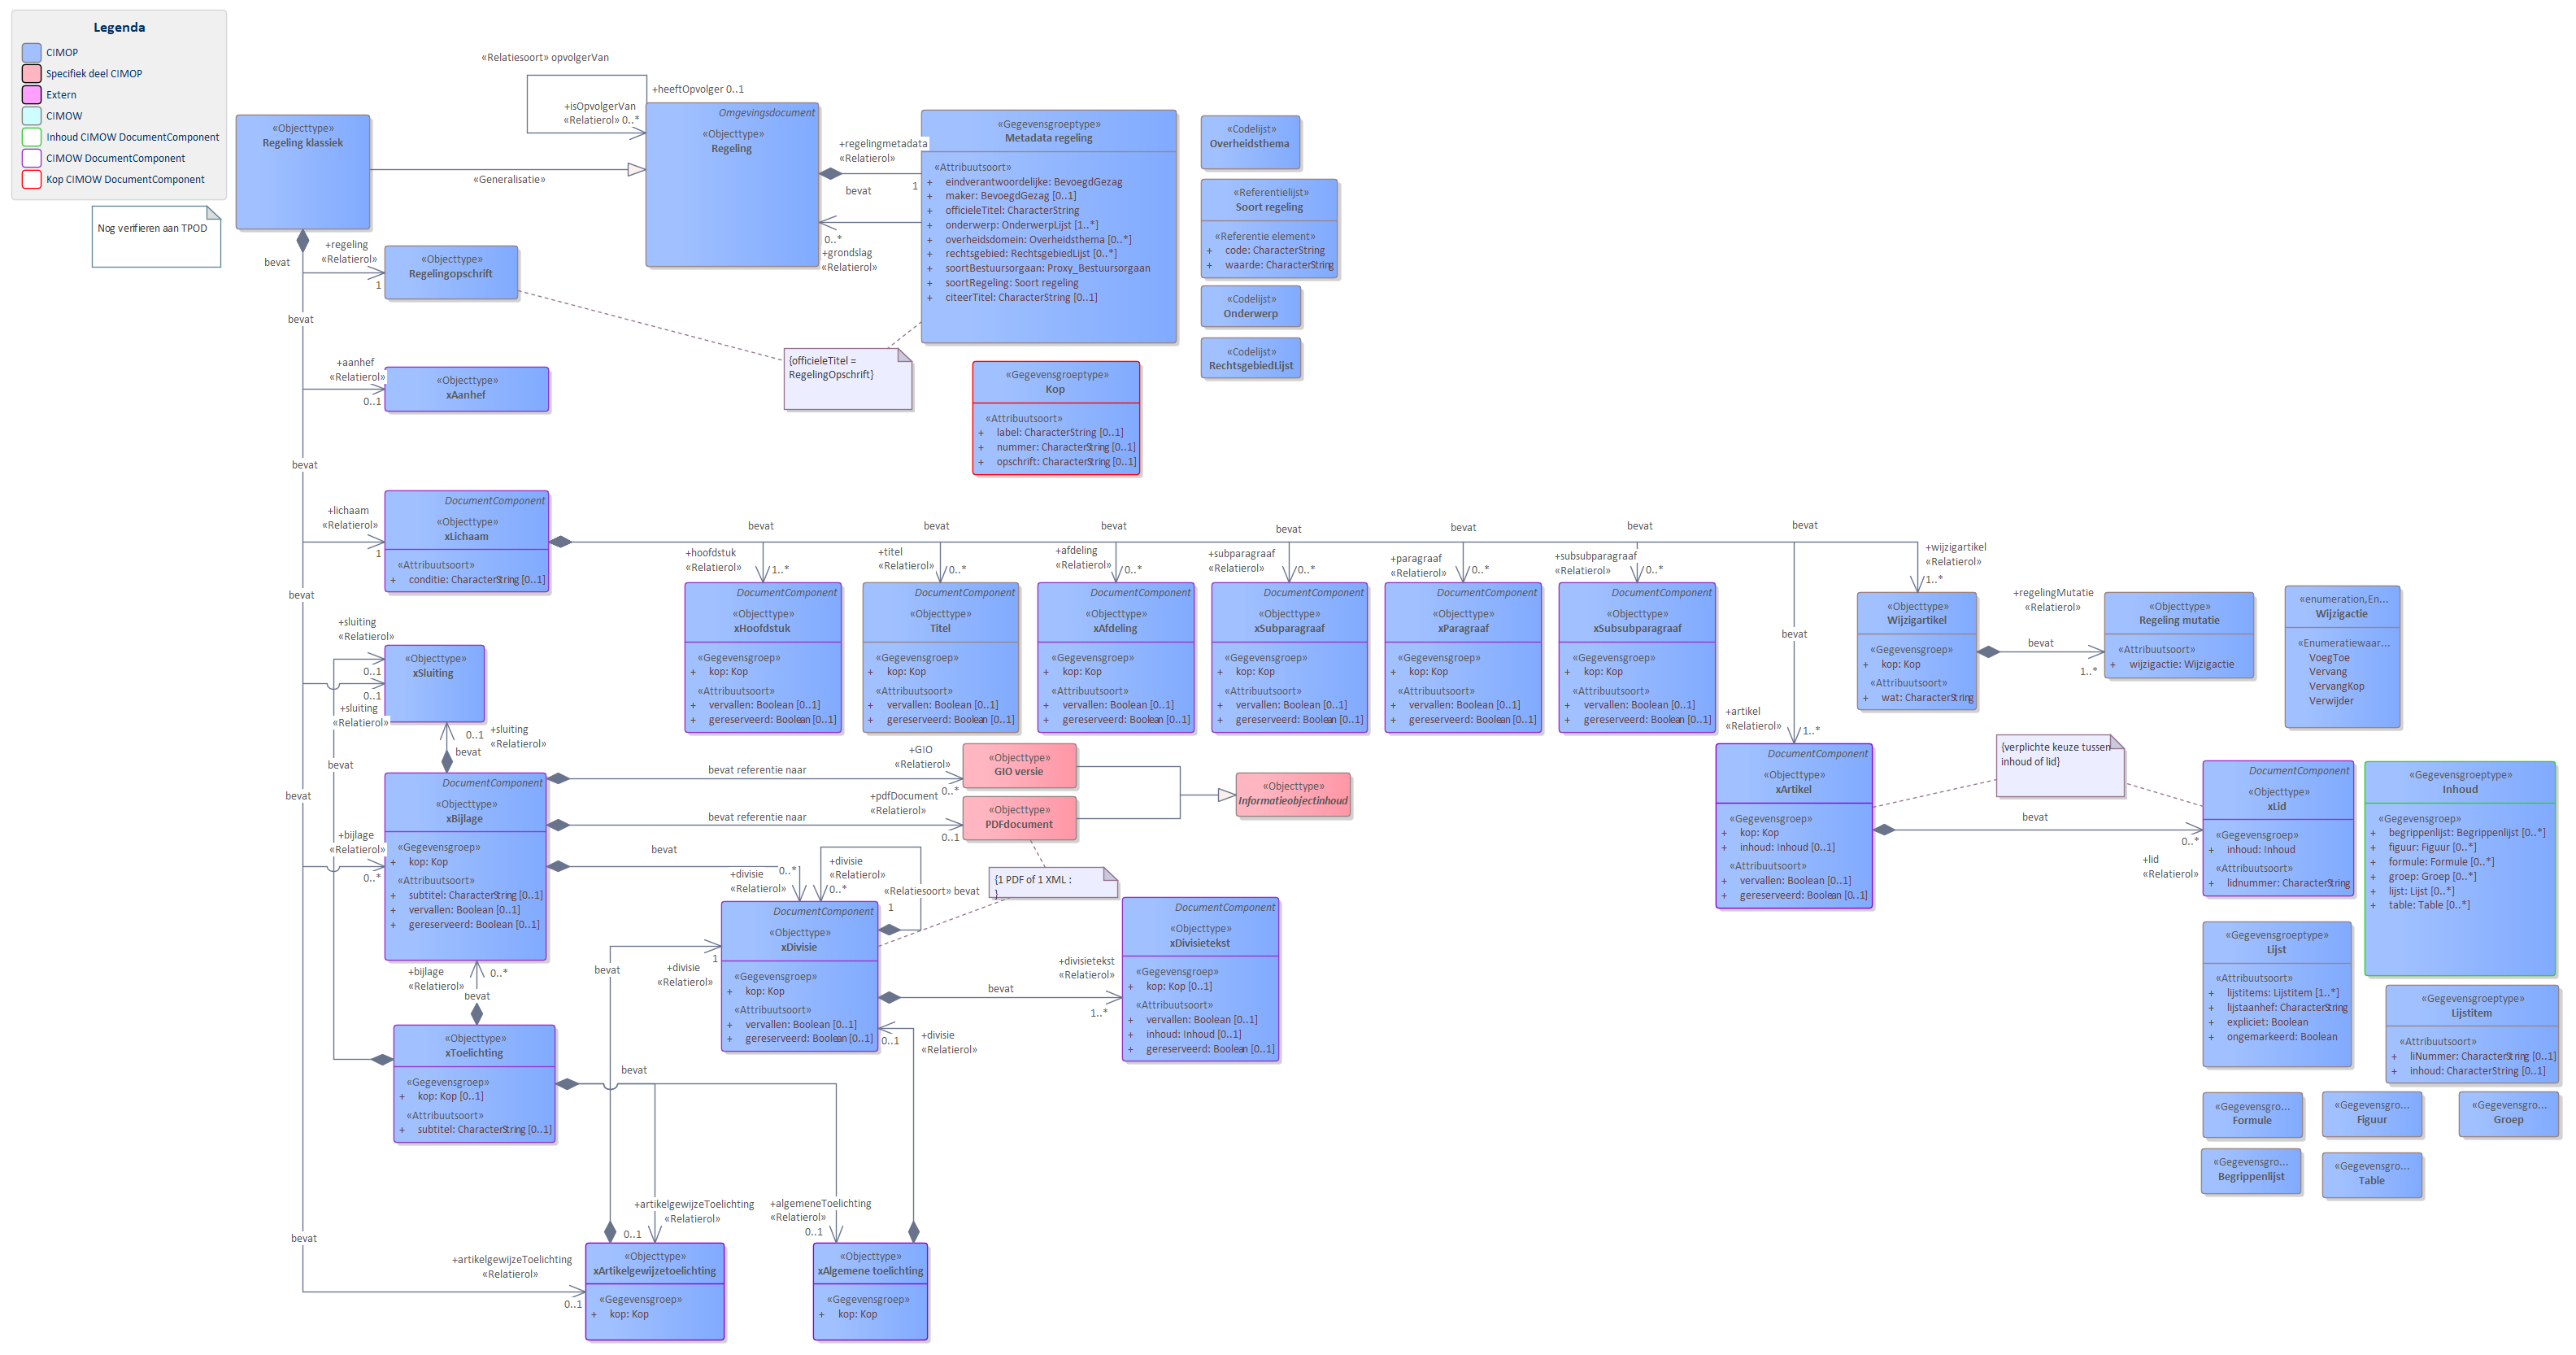 Legenda
CIMOP
Specifiek deel CIMOP
Extern
CIMOW
Inhoud CIMOW DocumentComponent
CIMOW DocumentComponent
Kop CIMOW DocumentComponent
Nog verifieren aan TPOD
«Objecttype»
Regeling klassiek
«Generalisatie»
«Relatiesoort» opvolgerVan
+heeftOpvolger 0..1
+isOpvolgerVan
«Relatierol» 0..*
Omgevingsdocument
«Objecttype»
Regeling
+regelingmetadata
«Relatierol»
bevat
1
0..*
+grondslag
«Relatierol»
«Gegevensgroeptype»
Metadata regeling
«Attribuutsoort»
+ eindverantwoordelijke: BevoegdGezag
+ maker: BevoegdGezag [0..1]
+ officieleTitel: CharacterString
+ onderwerp: OnderwerpLijst [1..*]
+ overheidsdomein: Overheidsthema [0..*]
+ rechtsgebied: RechtsgebiedLijst [0..*]
+ soortBestuursorgaan: Proxy_Bestuursorgaan
+ soortRegeling: Soort regeling
+ citeerTitel: CharacterString [0..1]
«Codelijst»
Overheidsthema
«Referentielijst»
Soort regeling
«Referentie element»
+ code: CharacterString
+ waarde: CharacterString
«Codelijst»
Onderwerp
«Codelijst»
RechtsgebiedLijst
bevat
+regeling
«Relatierol»
1
«Objecttype»
Regelingopschrift
{officieleTitel =
RegelingOpschrift}
«Gegevensgroeptype»
Kop
«Attribuutsoort»
+ label: CharacterString [0..1]
+ nummer: CharacterString [0..1]
+ opschrift: CharacterString [0..1]
bevat
+aanhef
«Relatierol»
0..1
«Objecttype»
xAanhef
bevat
+lichaam
«Relatierol»
1
DocumentComponent
«Objecttype»
xLichaam
«Attribuutsoort»
+ conditie: CharacterString [0..1]
bevat
bevat
bevat
bevat
bevat
bevat
bevat
+hoofdstuk
«Relatierol»
1..*
+titel
«Relatierol»
0..*
+afdeling
«Relatierol»
0..*
+subparagraaf
«Relatierol»
0..*
+paragraaf
«Relatierol»
0..*
+subsubparagraaf
«Relatierol»
0..*
+wijzigartikel
«Relatierol»
1..*
DocumentComponent
«Objecttype»
xHoofdstuk
«Gegevensgroep»
+ kop: Kop
«Attribuutsoort»
+ vervallen: Boolean [0..1]
+ gereserveerd: Boolean [0..1]
DocumentComponent
«Objecttype»
Titel
«Gegevensgroep»
+ kop: Kop
«Attribuutsoort»
+ vervallen: Boolean [0..1]
+ gereserveerd: Boolean [0..1]
DocumentComponent
«Objecttype»
xAfdeling
«Gegevensgroep»
+ kop: Kop
«Attribuutsoort»
+ vervallen: Boolean [0..1]
+ gereserveerd: Boolean [0..1]
DocumentComponent
«Objecttype»
xSubparagraaf
«Gegevensgroep»
+ kop: Kop
«Attribuutsoort»
+ vervallen: Boolean [0..1]
+ gereserveerd: Boolean [0..1]
DocumentComponent
«Objecttype»
xParagraaf
«Gegevensgroep»
+ kop: Kop
«Attribuutsoort»
+ vervallen: Boolean [0..1]
+ gereserveerd: Boolean [0..1]
DocumentComponent
«Objecttype»
xSubsubparagraaf
«Gegevensgroep»
+ kop: Kop
«Attribuutsoort»
+ vervallen: Boolean [0..1]
+ gereserveerd: Boolean [0..1]
bevat
+artikel
«Relatierol»
1..*
«Objecttype»
Wijzigartikel
«Gegevensgroep»
+ kop: Kop
«Attribuutsoort»
+ wat: CharacterString
+regelingMutatie
«Relatierol»
bevat
1..*
«Objecttype»
Regeling mutatie
«Attribuutsoort»
+ wijzigactie: Wijzigactie
«enumeration,En...
Wijzigactie
«Enumeratiewaar...
VoegToe
Vervang
VervangKop
Verwijder
bevat
+sluiting
«Relatierol»
0..1
0..1
+sluiting
«Relatierol»
«Objecttype»
xSluiting
0..1
+sluiting
«Relatierol»
bevat
bevat
bevat
+bijlage
«Relatierol»
0..*
DocumentComponent
«Objecttype»
xBijlage
«Gegevensgroep»
+ kop: Kop
«Attribuutsoort»
+ subtitel: CharacterString [0..1]
+ vervallen: Boolean [0..1]
+ gereserveerd: Boolean [0..1]
bevat referentie naar
+GIO
«Relatierol»
0..*
«Objecttype»
GIO versie
bevat referentie naar
+pdfDocument
«Relatierol»
0..1
«Objecttype»
PDFdocument
«Objecttype»
Informatieobjectinhoud
bevat
0..*
+divisie
«Relatierol»
+divisie
«Relatierol»
0..*
«Relatiesoort» bevat
1
{1 PDF of 1 XML :
}
DocumentComponent
«Objecttype»
xDivisie
«Gegevensgroep»
+ kop: Kop
«Attribuutsoort»
+ vervallen: Boolean [0..1]
+ gereserveerd: Boolean [0..1]
bevat
1
+divisie
«Relatierol»
+divisietekst
«Relatierol»
bevat
1..*
DocumentComponent
«Objecttype»
xDivisietekst
«Gegevensgroep»
+ kop: Kop [0..1]
«Attribuutsoort»
+ vervallen: Boolean [0..1]
+ inhoud: Inhoud [0..1]
+ gereserveerd: Boolean [0..1]
0..1
+divisie
«Relatierol»
DocumentComponent
«Objecttype»
xArtikel
«Gegevensgroep»
+ kop: Kop
+ inhoud: Inhoud [0..1]
«Attribuutsoort»
+ vervallen: Boolean [0..1]
+ gereserveerd: Boolean [0..1]
{verplichte keuze tussen
inhoud of lid}
bevat
0..*
+lid
«Relatierol»
DocumentComponent
«Objecttype»
xLid
«Gegevensgroep»
+ inhoud: Inhoud
«Attribuutsoort»
+ lidnummer: CharacterString
«Gegevensgroeptype»
Inhoud
«Gegevensgroep»
+ begrippenlijst: Begrippenlijst [0..*]
+ figuur: Figuur [0..*]
+ formule: Formule [0..*]
+ groep: Groep [0..*]
+ lijst: Lijst [0..*]
+ table: Table [0..*]
«Gegevensgroeptype»
Lijst
«Attribuutsoort»
+ lijstitems: Lijstitem [1..*]
+ lijstaanhef: CharacterString
+ expliciet: Boolean
+ ongemarkeerd: Boolean
«Gegevensgroeptype»
Lijstitem
«Attribuutsoort»
+ liNummer: CharacterString [0..1]
+ inhoud: CharacterString [0..1]
«Gegevensgro...
Formule
«Gegevensgro...
Figuur
«Gegevensgro...
Groep
«Gegevensgro...
Begrippenlijst
«Gegevensgro...
Table
+bijlage
«Relatierol»
0..*
bevat
«Objecttype»
xToelichting
«Gegevensgroep»
+ kop: Kop [0..1]
«Attribuutsoort»
+ subtitel: CharacterString [0..1]
bevat
+artikelgewijzeToelichting
«Relatierol»
0..1
+algemeneToelichting
«Relatierol»
0..1
bevat
+artikelgewijzeToelichting
«Relatierol»
0..1
«Objecttype»
xArtikelgewijzetoelichting
«Gegevensgroep»
+ kop: Kop
«Objecttype»
xAlgemene toelichting
«Gegevensgroep»
+ kop: Kop